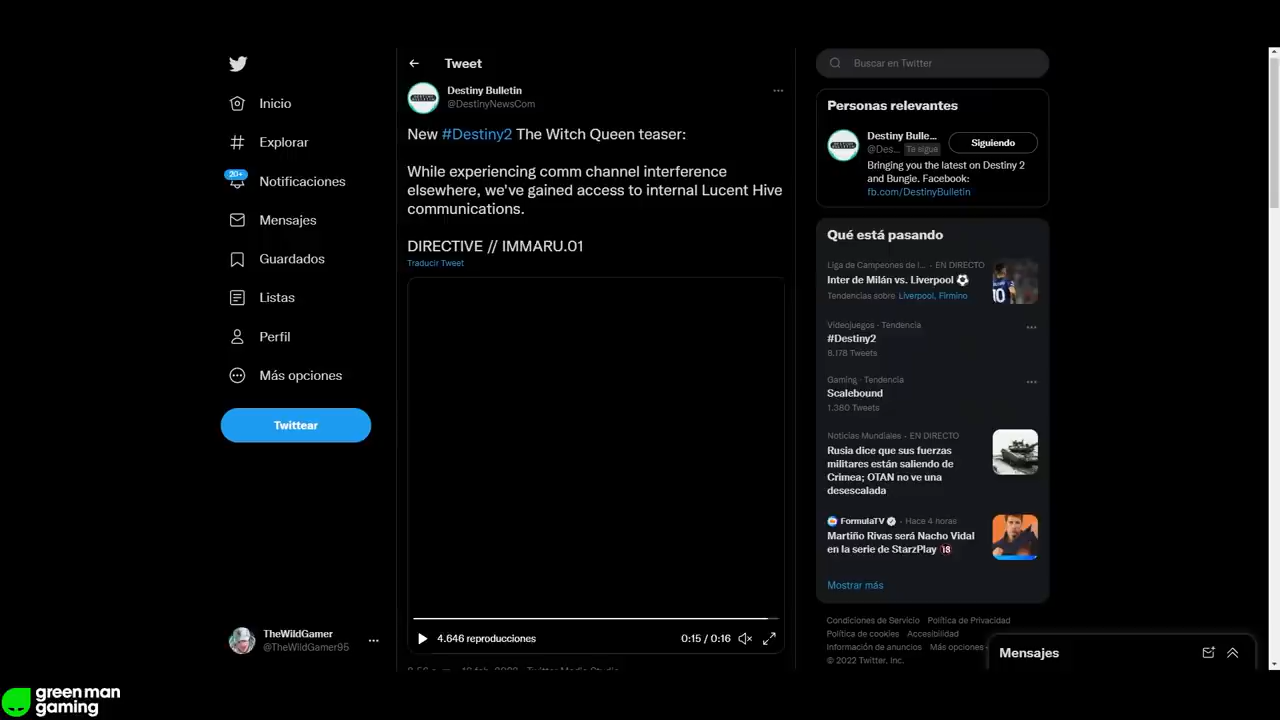 Inicio
Explorar
20+
Notificaciones
Mensajes
Guardados
Listas
Perfil
Más opciones
Twittear
TheWildGamer
@TheWildGamer95
Tweet
Destiny Bulletin
@DestinyNewsCom
New #Destiny2 The Witch Queen teaser:
While experiencing comm channel interference
elsewhere, we've gained access to internal Lucent Hive
communications.
DIRECTIVE // IMMARU.01
Traducir Tweet
4.646 reproducciones
0:15 / 0:16
Twitter Media Studio
Buscar en Twitter
Personas relevantes
Destiny Bulle...
@Des... Te sigue
Siguiendo
Bringing you the latest on Destiny 2
and Bungie. Facebook:
fb.com/DestinyBulletin
Qué está pasando
Liga de Campeones de l... · EN DIRECTO
Inter de Milán vs. Liverpool
Tendencias sobre Liverpool, Firmino
Videojuegos · Tendencia
#Destiny2
8.178 Tweets
Gaming · Tendencia
Scalebound
1.380 Tweets
Noticias Mundiales · EN DIRECTO
Rusia dice que sus fuerzas
militares están saliendo de
Crimea; OTAN no ve una
desescalada
FormulaTV · Hace 4 horas
Martiño Rivas será Nacho Vidal
en la serie de StarzPlay 🔞
Mostrar más
Condiciones de Servicio Política de Privacidad
Política de cookies Accesibilidad
Información de anuncios Más opciones
© 2022 Twitter, Inc.
Mensajes
green man
gaming